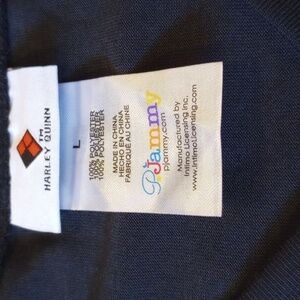 HARLEY QUINN
TM
L
100% POLYESTER
100% POLIESTER
100% POLYESTER
MADE IN CHINA
HECHO EN CHINA
FABRIQUÉ AU CHINE
PJammy
pjammy.com
Manufactured by
Intimo Licensing Inc.
www.IntimoLicensing.com